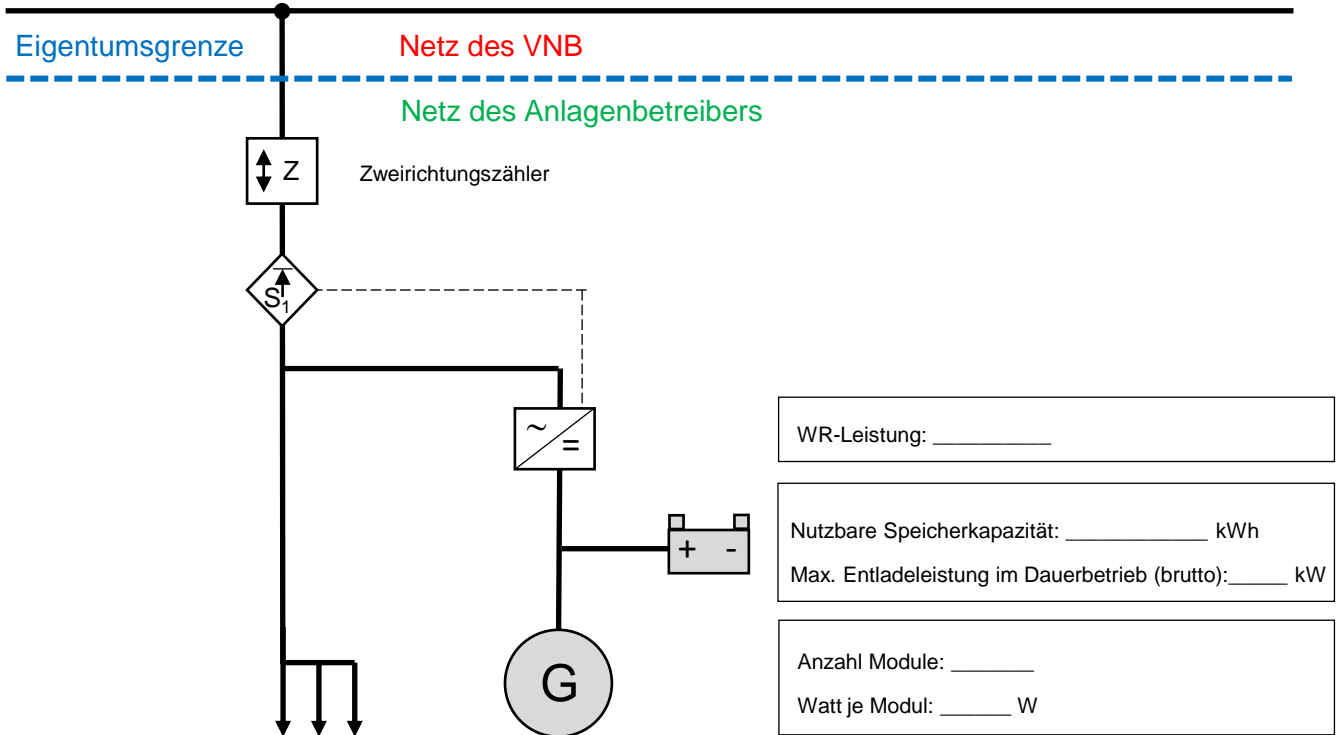 Eigentumsgrenze Netz des VNB
Netz des Anlagenbetreibers
Z Zweirichtungszähler
S₁
~
=
WR-Leistung: __________
+ -
Nutzbare Speicherkapazität: ____________ kWh
Max. Entladeleistung im Dauerbetrieb (brutto):_____ kW
G
Anzahl Module: _______
Watt je Modul: ______ W